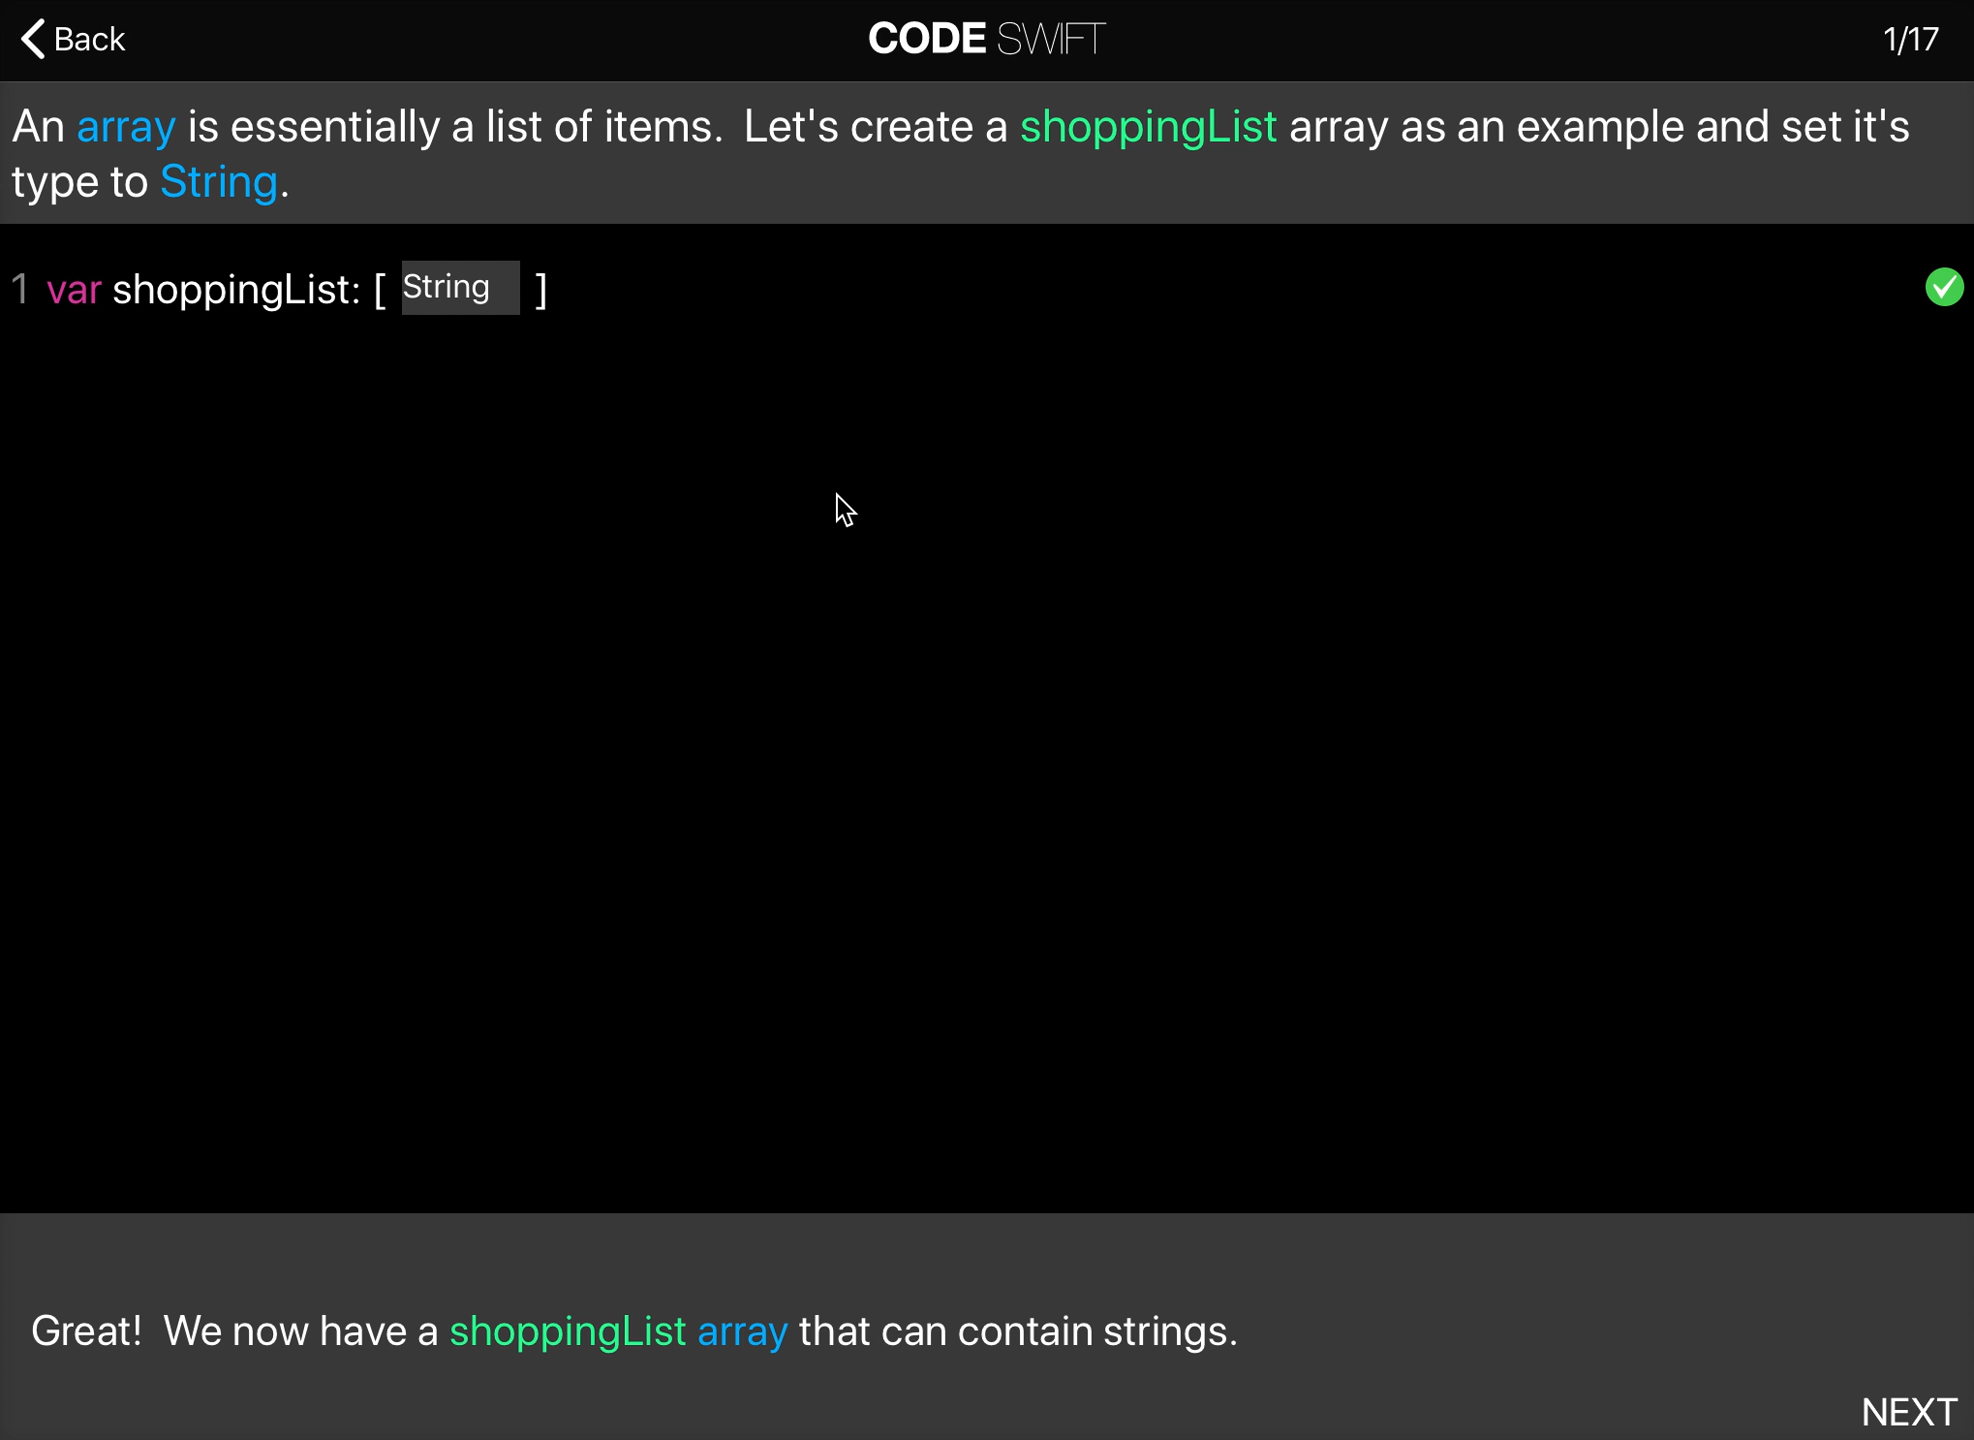 Back
CODE SWIFT
1/17
An array is essentially a list of items.  Let's create a shoppingList array as an example and set it's
type to String.
1 var shoppingList: [ String ]
Great!  We now have a shoppingList array that can contain strings.
NEXT